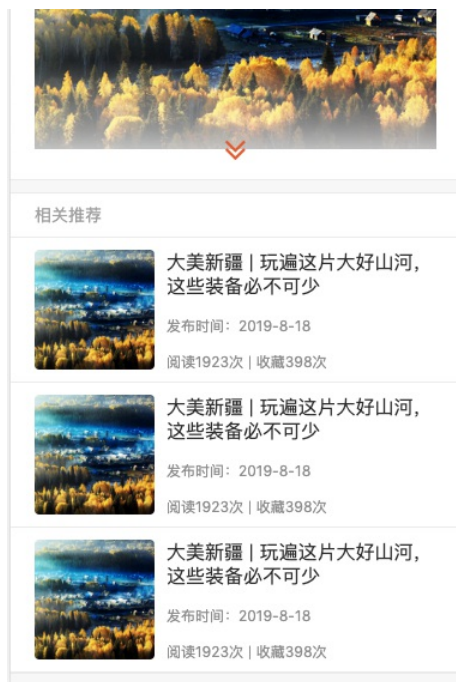 相关推荐
大美新疆 | 玩遍这片大好山河，
这些装备必不可少
发布时间：2019-8-18
阅读1923次 | 收藏398次
大美新疆 | 玩遍这片大好山河，
这些装备必不可少
发布时间：2019-8-18
阅读1923次 | 收藏398次
大美新疆 | 玩遍这片大好山河，
这些装备必不可少
发布时间：2019-8-18
阅读1923次 | 收藏398次